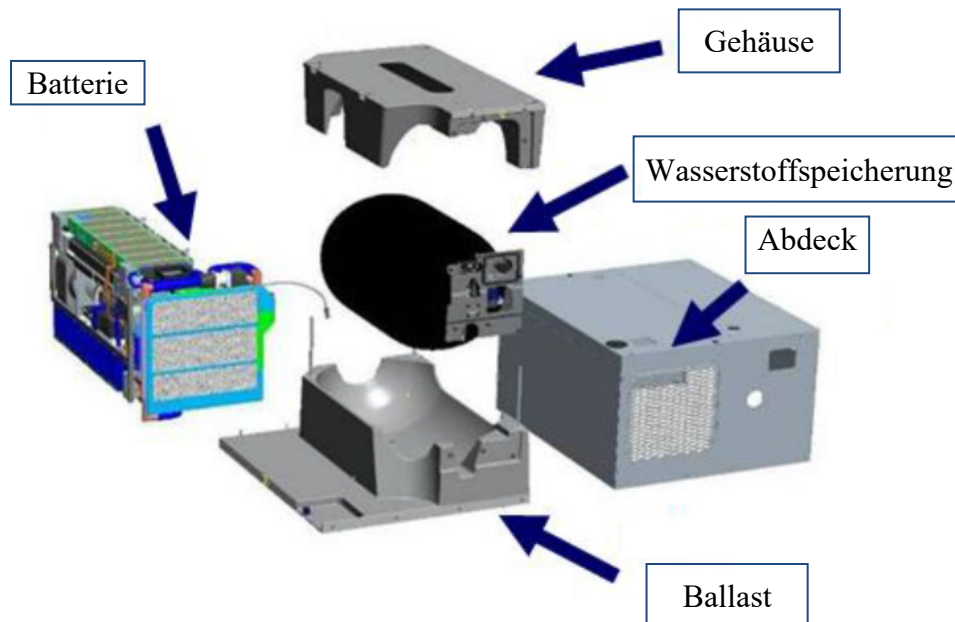 Gehäuse
Batterie
Wasserstoffspeicherung
Abdeck
Ballast